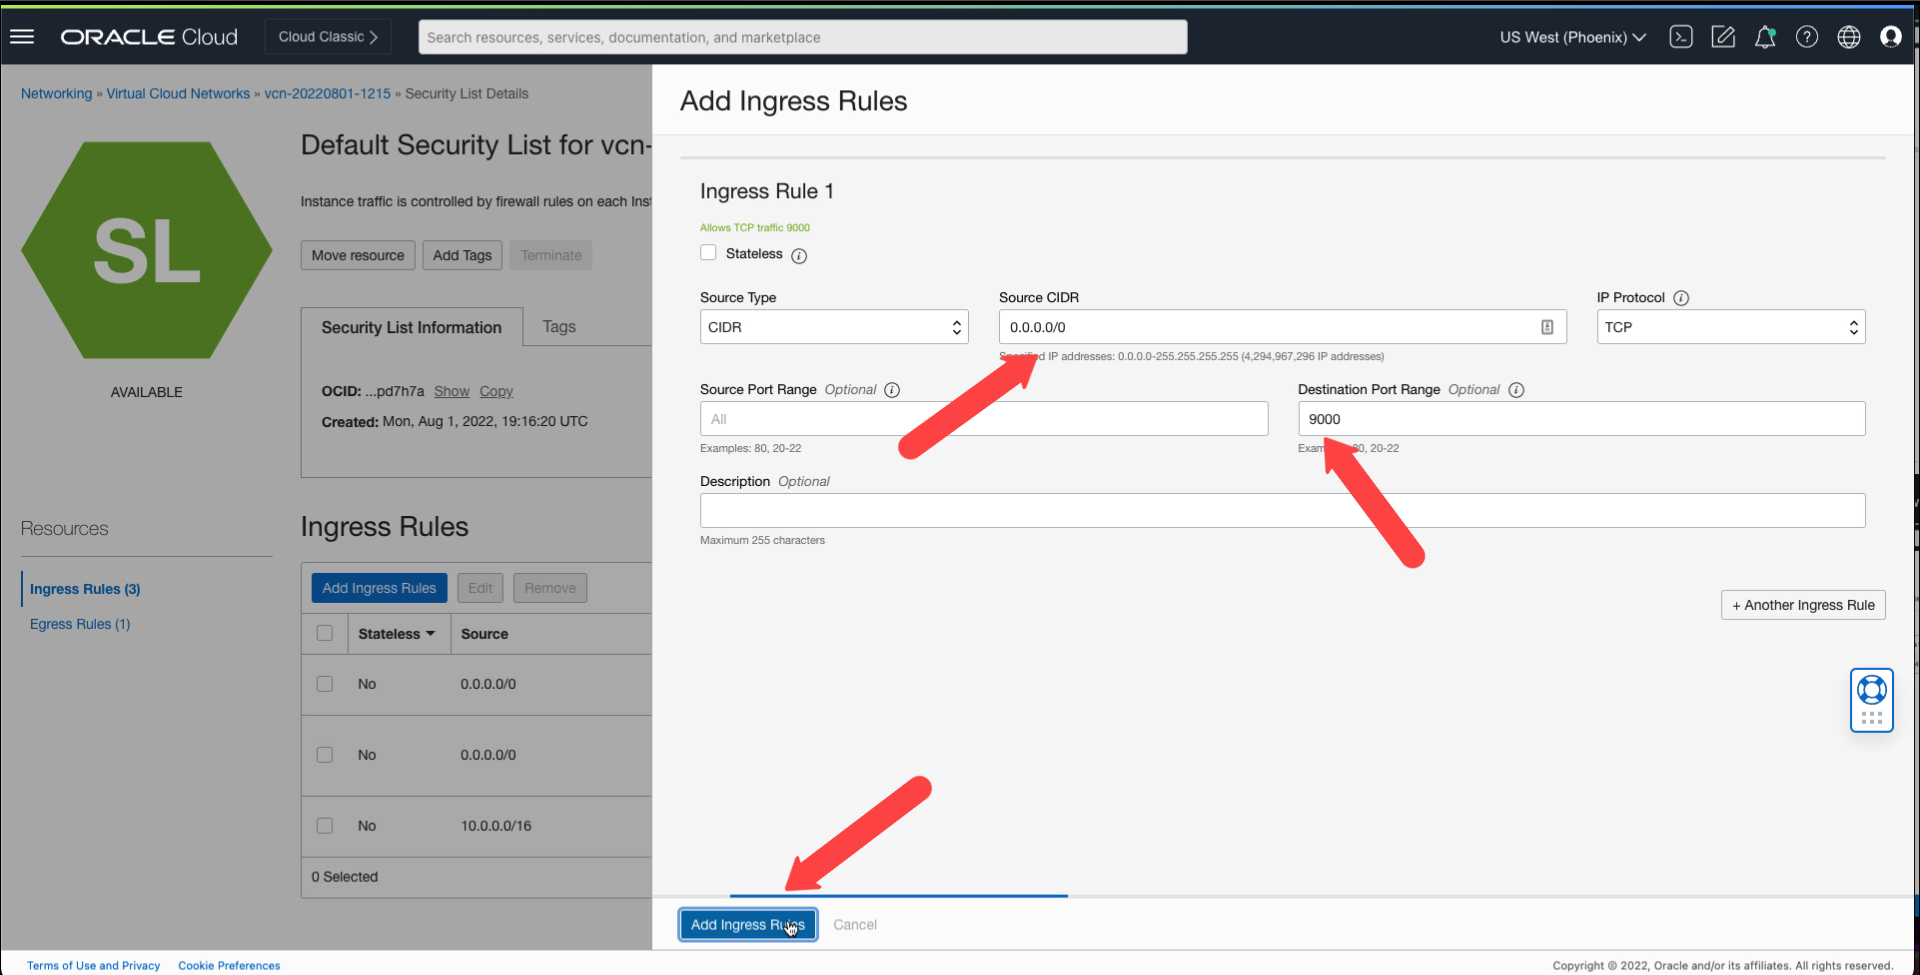 ORACLE Cloud
Cloud Classic
Search resources, services, documentation, and marketplace
US West (Phoenix)
Networking » Virtual Cloud Networks » vcn-20220801-1215 » Security List Details
SL
AVAILABLE
Default Security List for vcn-
Instance traffic is controlled by firewall rules on each Inst
Move resource
Add Tags
Terminate
Security List Information
Tags
OCID: ...pd7h7a Show Copy
Created: Mon, Aug 1, 2022, 19:16:20 UTC
Resources
Ingress Rules (3)
Egress Rules (1)
Ingress Rules
Add Ingress Rules
Edit
Remove
Stateless
Source
No
0.0.0.0/0
No
0.0.0.0/0
No
10.0.0.0/16
0 Selected
Add Ingress Rules
Ingress Rule 1
Allows TCP traffic 9000
Stateless
Source Type
CIDR
Source CIDR
0.0.0.0/0
IP addresses: 0.0.0.0-255.255.255.255 (4,294,967,296 IP addresses)
IP Protocol
TCP
Source Port Range Optional
All
Examples: 80, 20-22
Destination Port Range Optional
9000
20-22
Description Optional
Maximum 255 characters
+ Another Ingress Rule
Add Ingress Rules
Cancel
Terms of Use and Privacy
Cookie Preferences
Copyright © 2022, Oracle and/or its affiliates. All rights reserved.